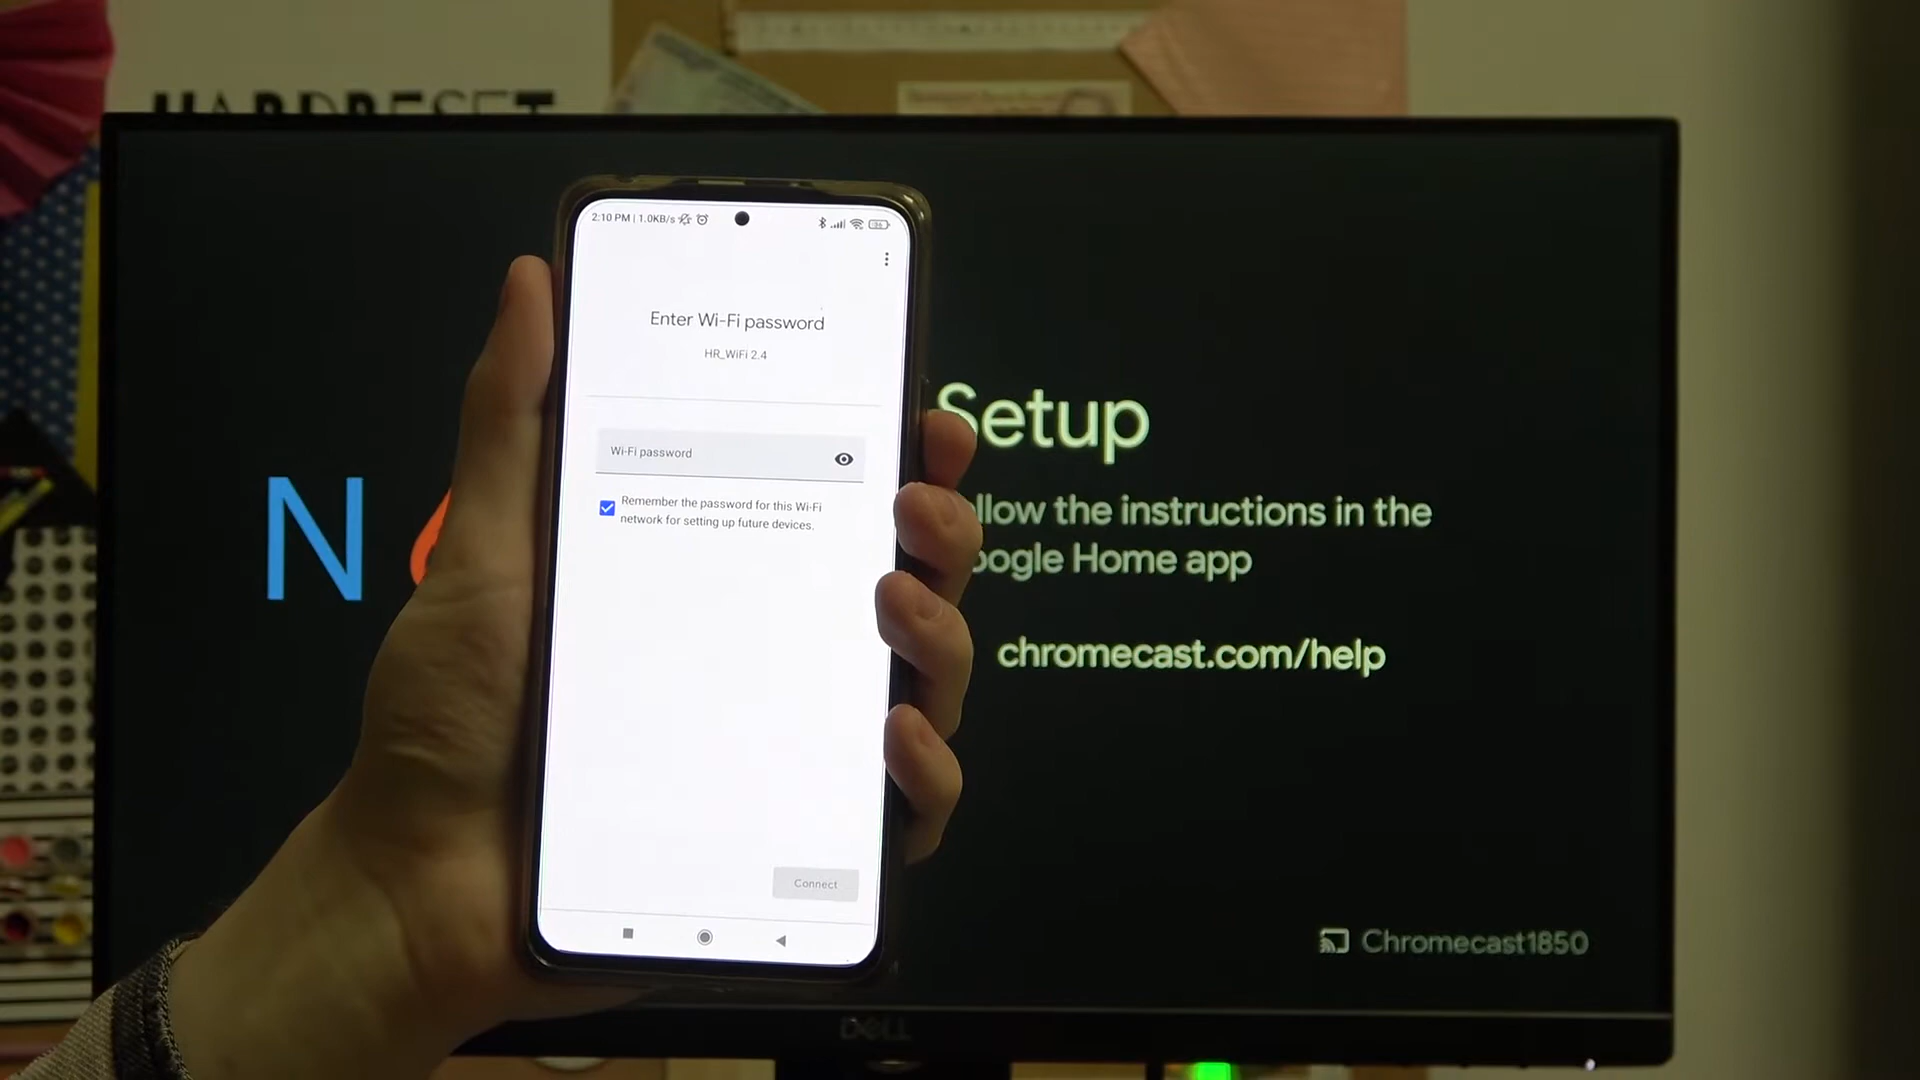 HARDRESET
2:10 PM | 1.0KB/s
Enter Wi-Fi password
HR_WiFi 2.4
Wi-Fi password
Remember the password for this Wi-Fi
network for setting up future devices.
Connect
N
Setup
llow the instructions in the
oogle Home app
chromecast.com/help
Chromecast1850
DELL